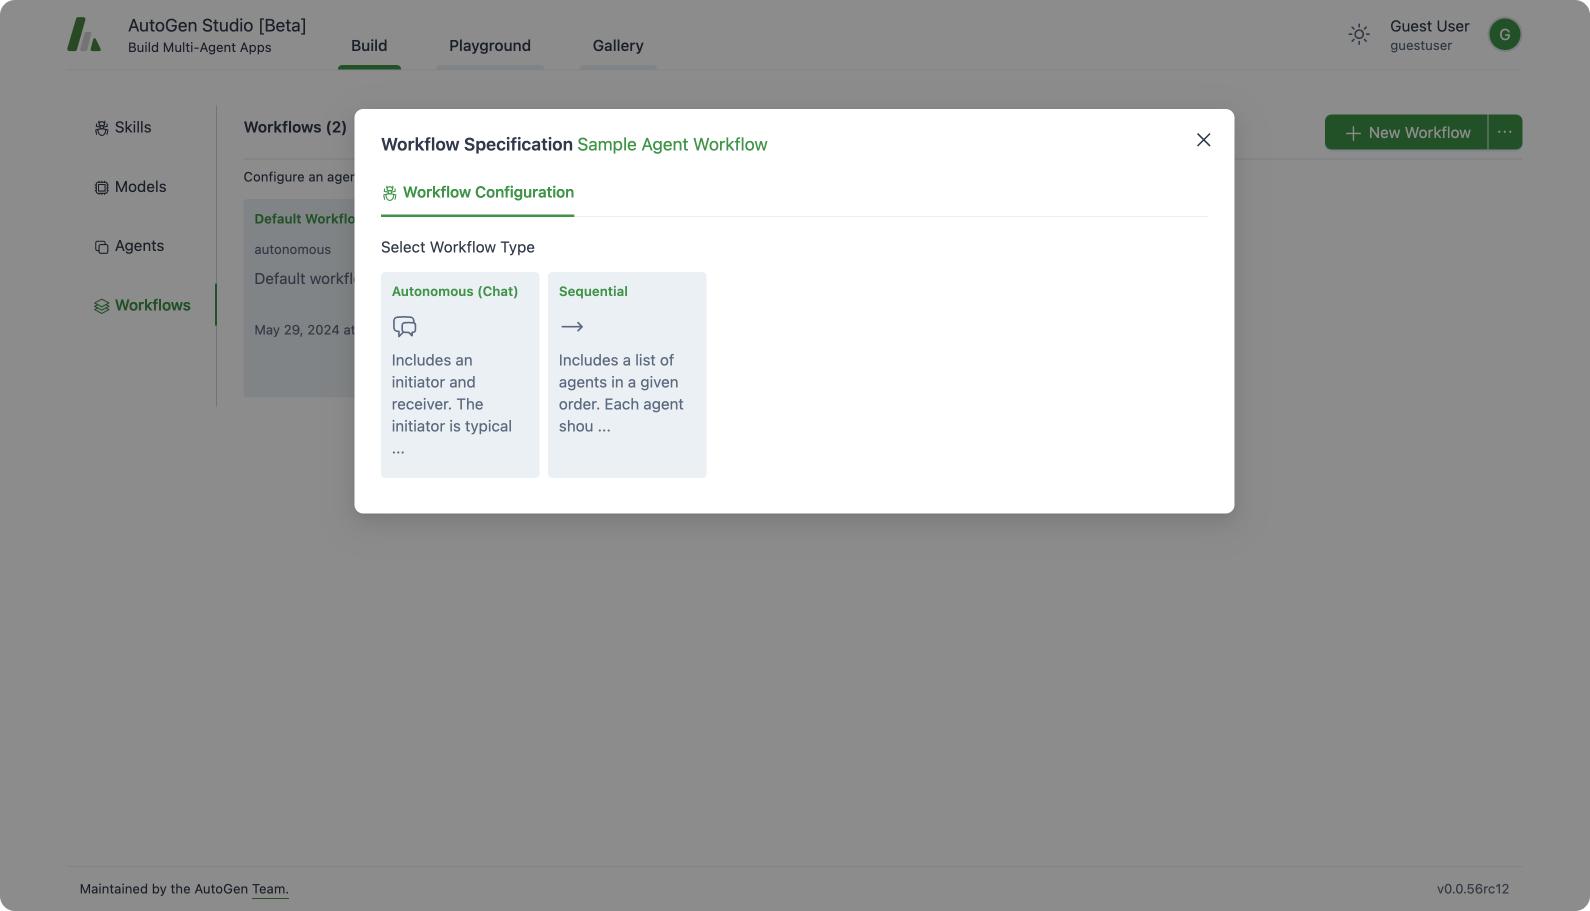 AutoGen Studio [Beta]
Build Multi-Agent Apps
Build
Playground
Gallery
Guest User
guestuser
G
Skills
Models
Agents
Workflows
Workflows (2)
New Workflow
Configure an agen
Default Workflo
autonomous
Default workfl
May 29, 2024 at
Workflow Specification Sample Agent Workflow
Workflow Configuration
Select Workflow Type
Autonomous (Chat)
Includes an
initiator and
receiver. The
initiator is typical
...
Sequential
Includes a list of
agents in a given
order. Each agent
shou ...
Maintained by the AutoGen Team.
v0.0.56rc12